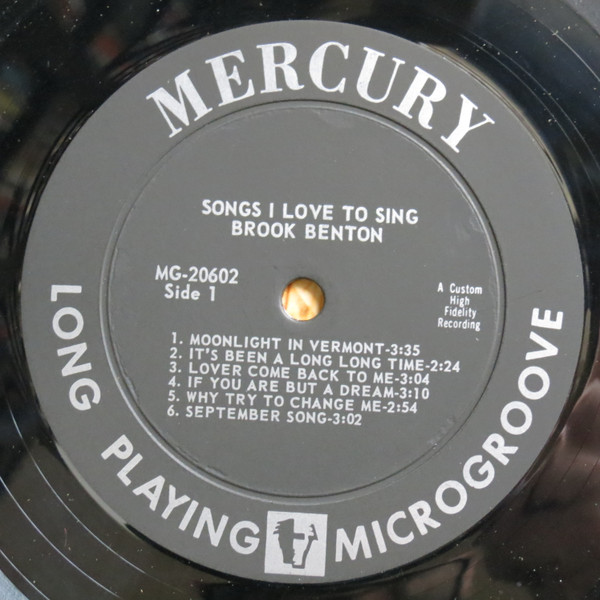 MERCURY
SONGS I LOVE TO SING
BROOK BENTON
MG-20602
Side 1
A Custom
High
Fidelity
Recording
1. MOONLIGHT IN VERMONT-3:35
2. IT'S BEEN A LONG LONG TIME-2:24
3. LOVER COME BACK TO ME-3:04
4. IF YOU ARE BUT A DREAM-3:10
5. WHY TRY TO CHANGE ME-2:54
6. SEPTEMBER SONG-3:02
LONG PLAYING MICROGROOVE